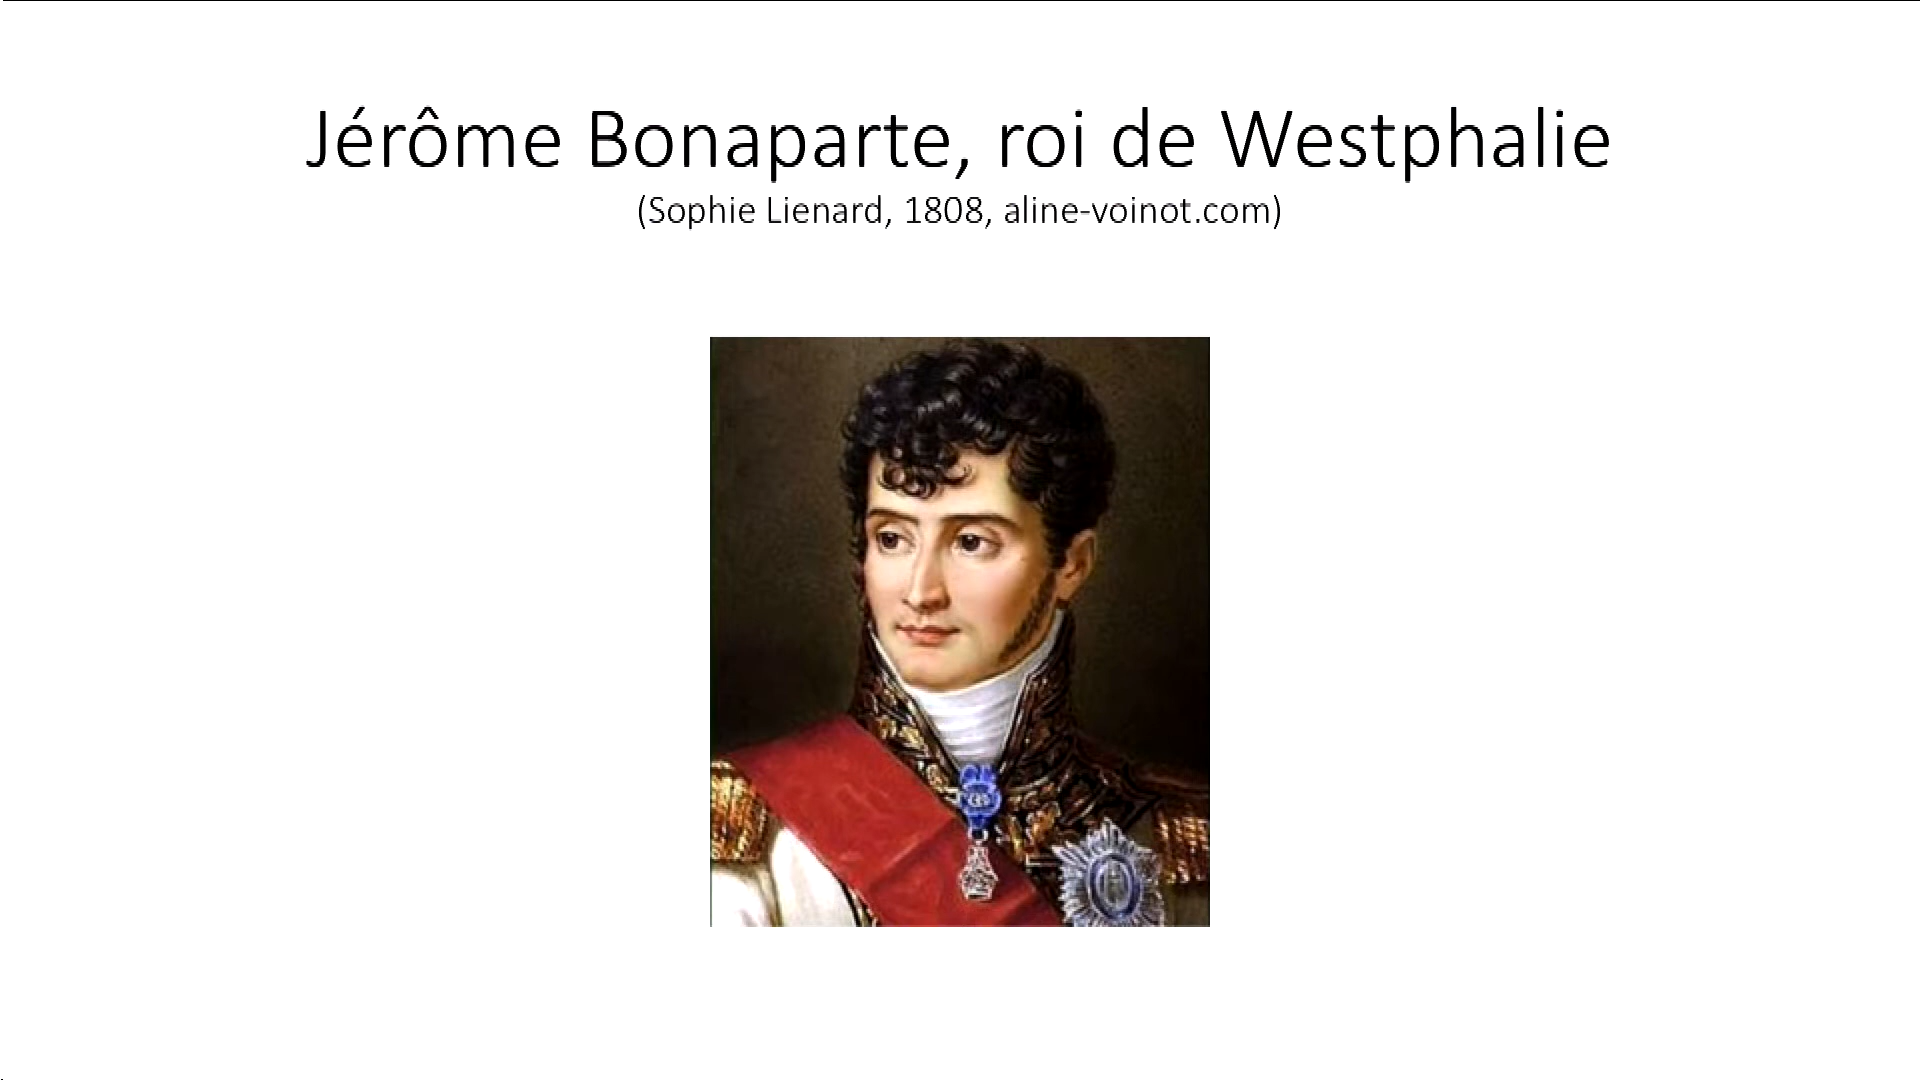 Jérôme Bonaparte, roi de Westphalie
(Sophie Lienard, 1808, aline-voinot.com)